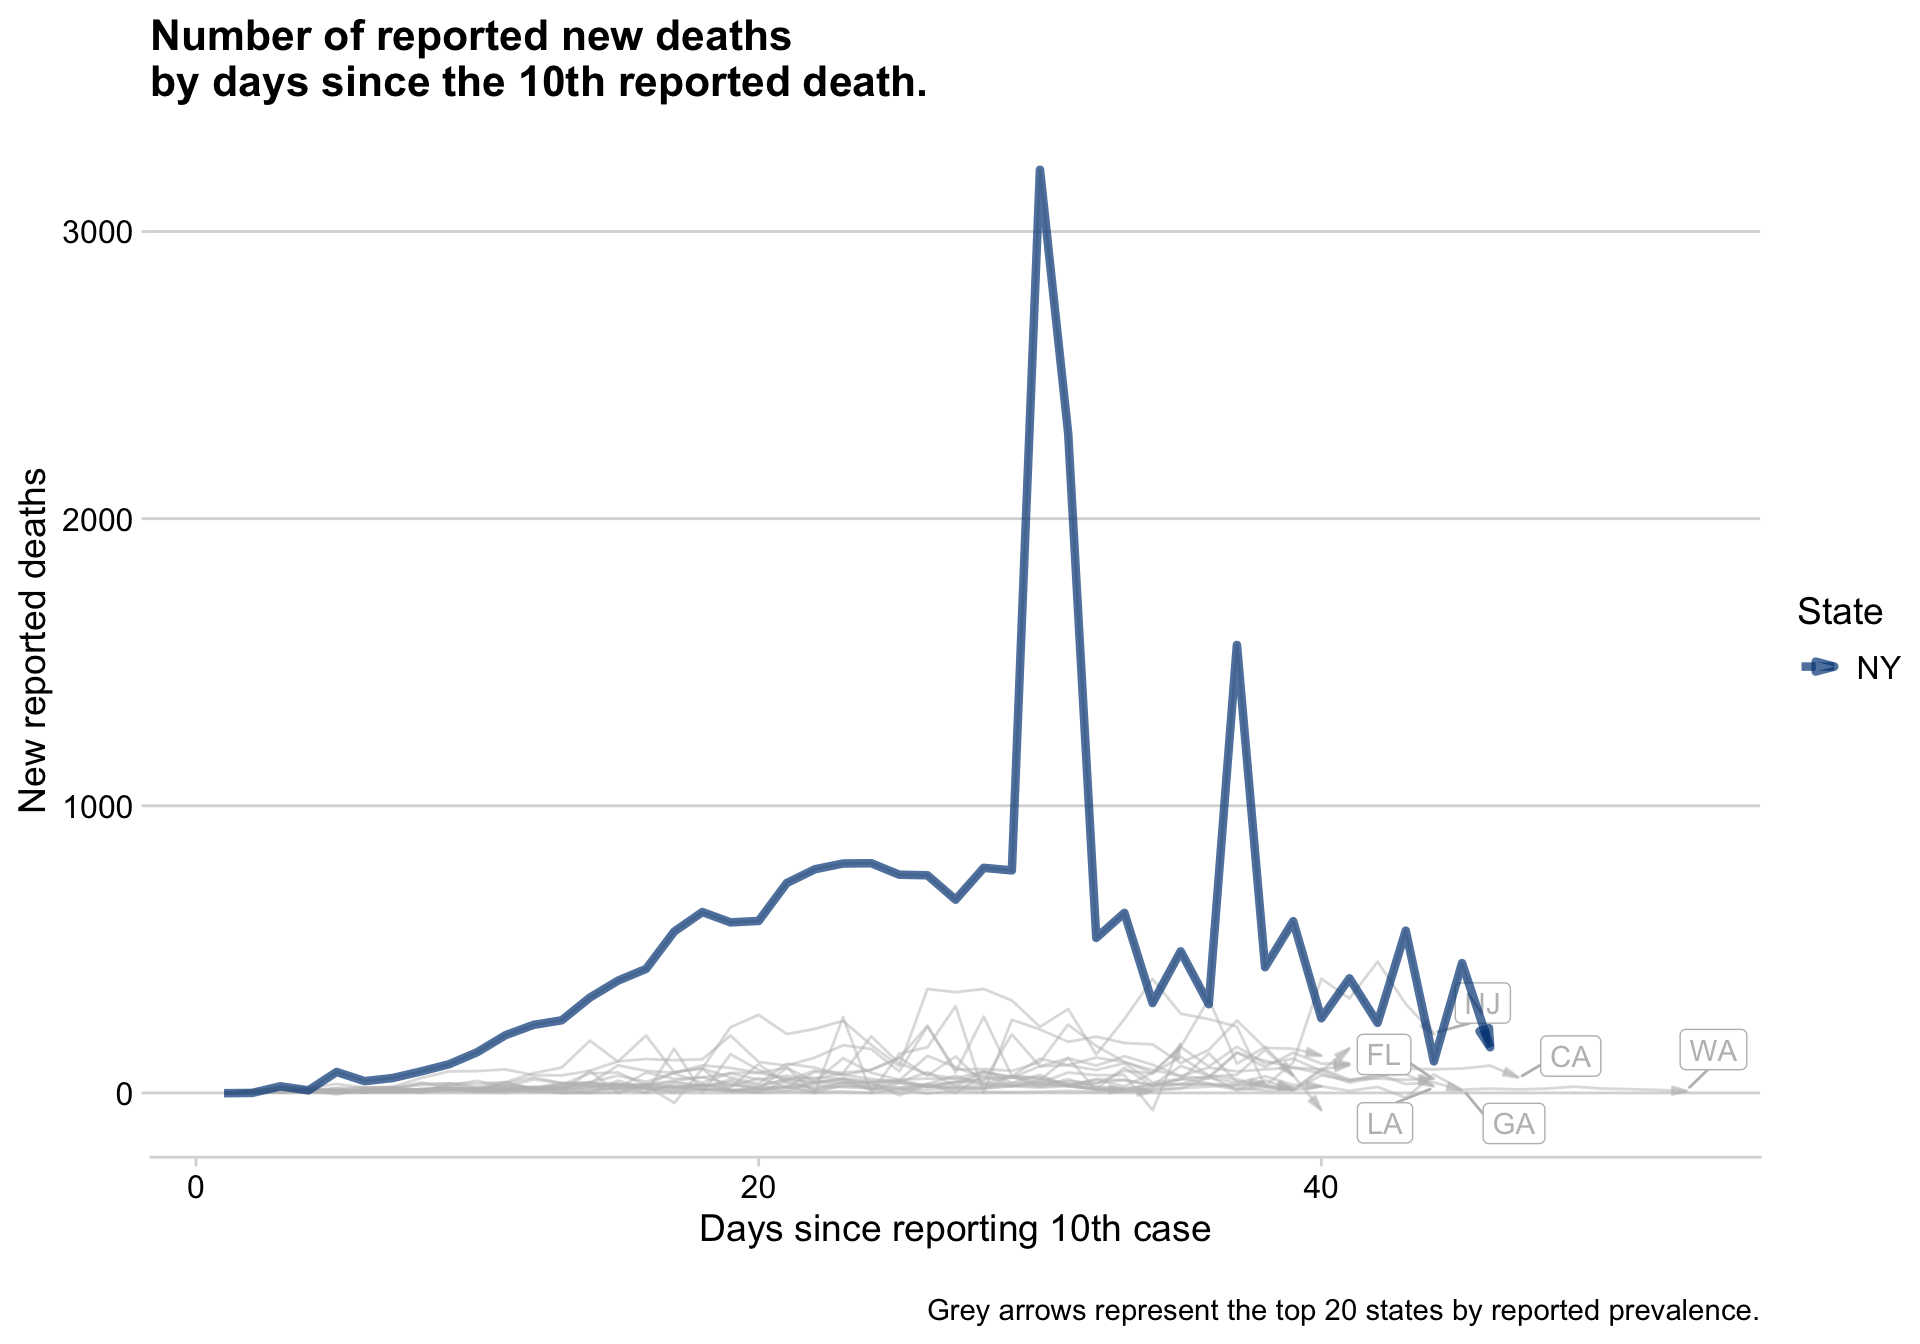 Number of reported new deaths
by days since the 10th reported death.
New reported deaths
3000
2000
1000
0
0
20
40
Days since reporting 10th case
NJ
FL
CA
WA
LA
GA
State
NY
Grey arrows represent the top 20 states by reported prevalence.